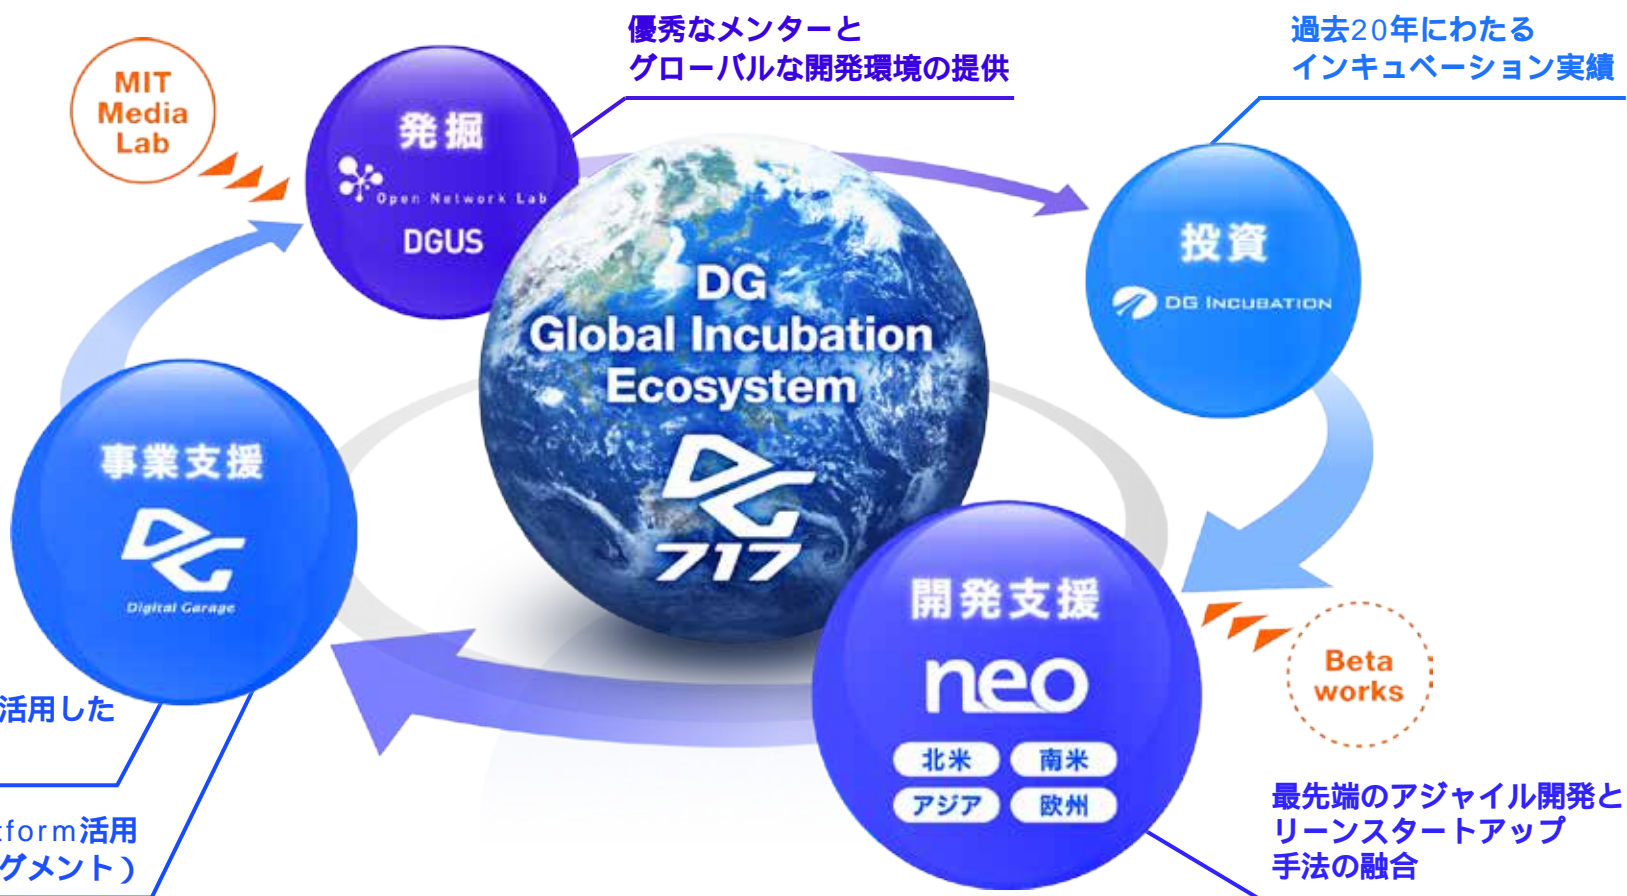 優秀なメンターと
グローバルな開発環境の提供
過去20年にわたる
インキュベーション実績
MIT
Media
Lab
発掘
Open Network Lab
DGUS
投資
DG INCUBATION
DG
Global Incubation
Ecosystem
DG
717
事業支援
DG
Digital Garage
開発支援
neo
北米
南米
アジア
欧州
Beta
works
活用した
form活用
グメント）
最先端のアジャイル開発と
リーンスタートアップ
手法の融合